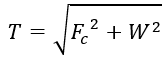 T = √(F_c² + W²)